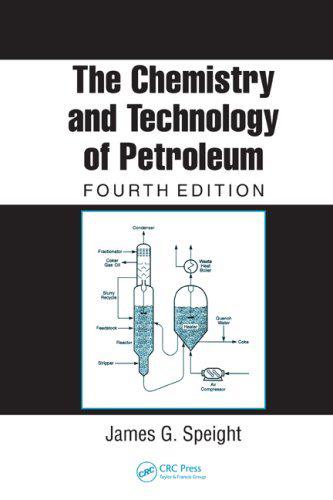 The Chemistry
and Technology
of Petroleum
FOURTH EDITION
Condenser
Fractionator
Coker
Gas Oil
Slurry
Recycle
Feedstock
Reactor
Stripper
Waste
Heat
Boiler
Heater
Quench
Water
Coke
Air
Compressor
James G. Speight
CRC
CRC Press
Taylor & Francis Group